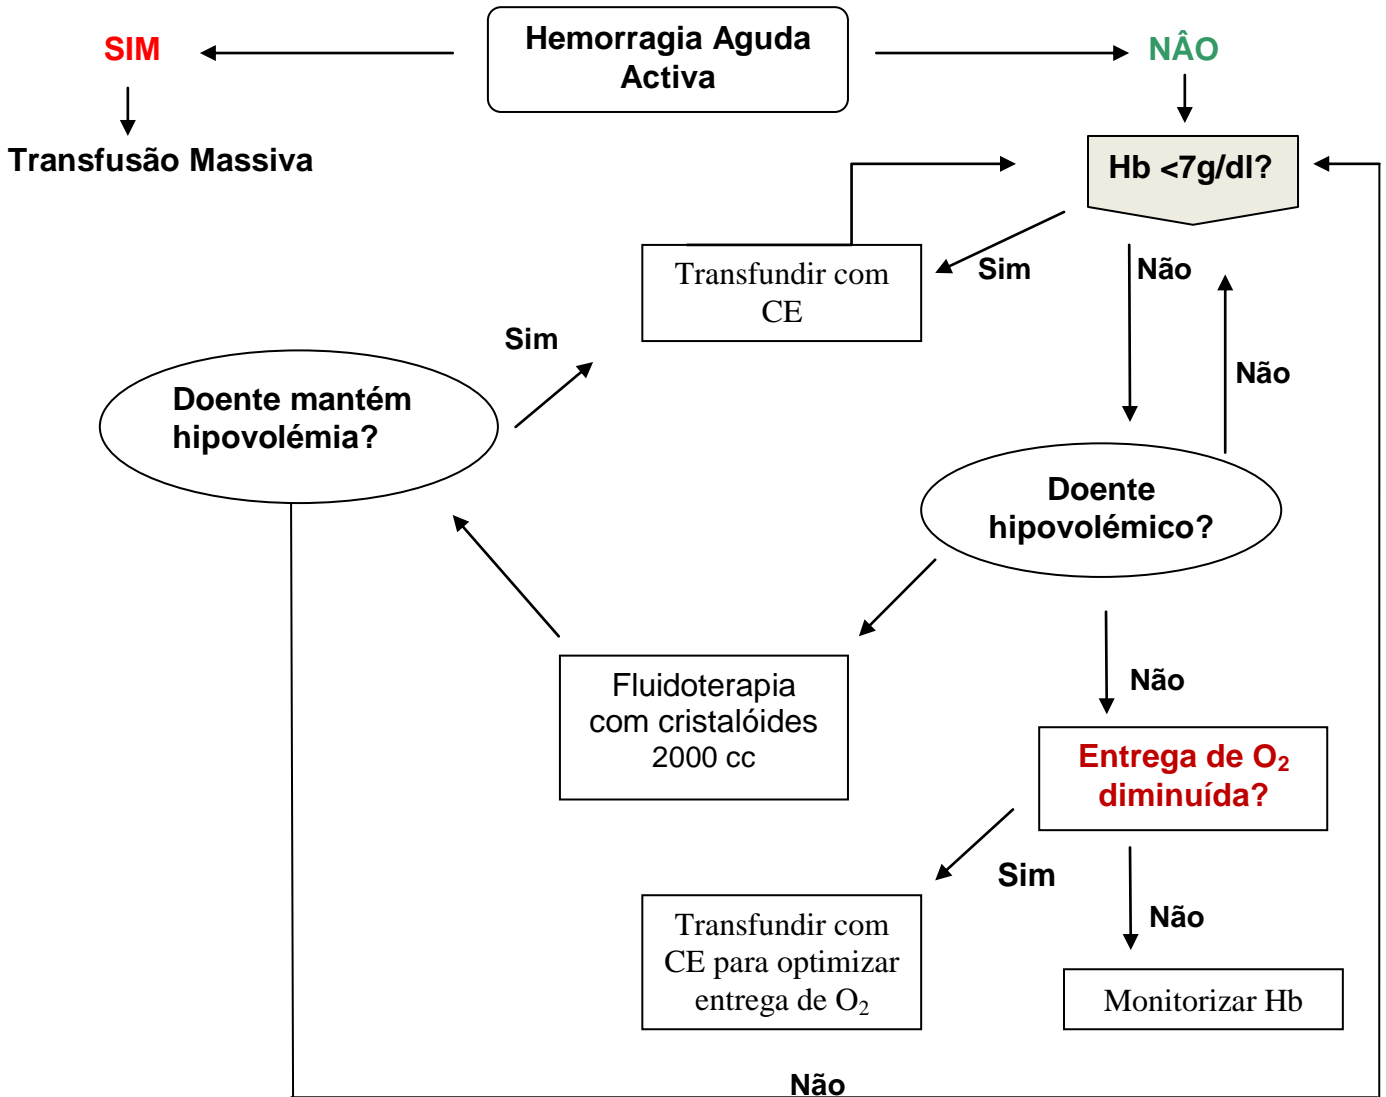 Hemorragia Aguda
Activa
SIM
NÂO
Transfusão Massiva
Hb <7g/dl?
Sim
Não
Transfundir com
CE
Sim
Não
Doente mantém
hipovolémia?
Doente
hipovolémico?
Fluidoterapia
com cristalóides
2000 cc
Não
Entrega de O₂
diminuída?
Sim
Não
Transfundir com
CE para optimizar
entrega de O₂
Monitorizar Hb
Não